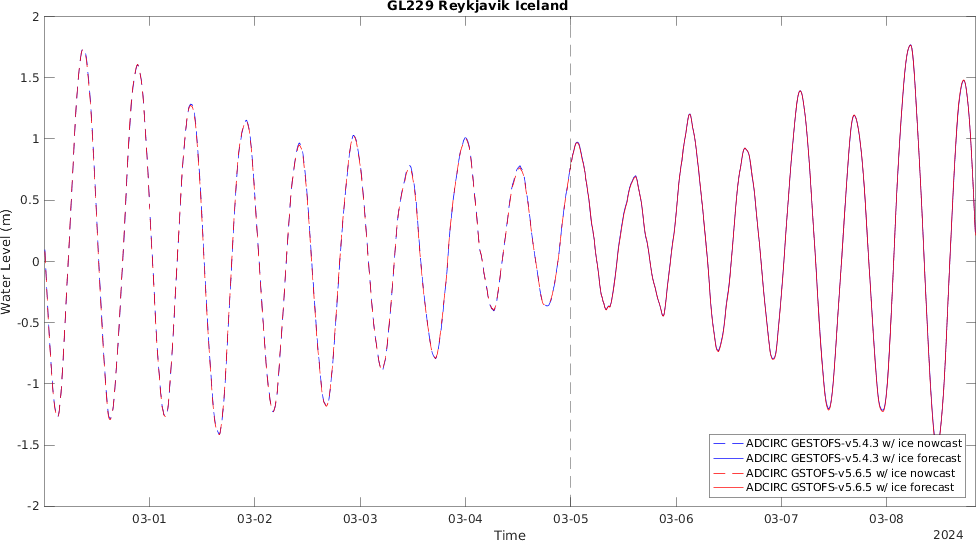 GL229 Reykjavik Iceland
Water Level (m)
2
1.5
1
0.5
0
-0.5
-1
-1.5
-2
ADCIRC GESTOFS-v5.4.3 w/ ice nowcast
ADCIRC GESTOFS-v5.4.3 w/ ice forecast
ADCIRC GSTOFS-v5.6.5 w/ ice nowcast
ADCIRC GSTOFS-v5.6.5 w/ ice forecast
03-01 03-02 03-03 03-04 03-05 03-06 03-07 03-08
Time
2024